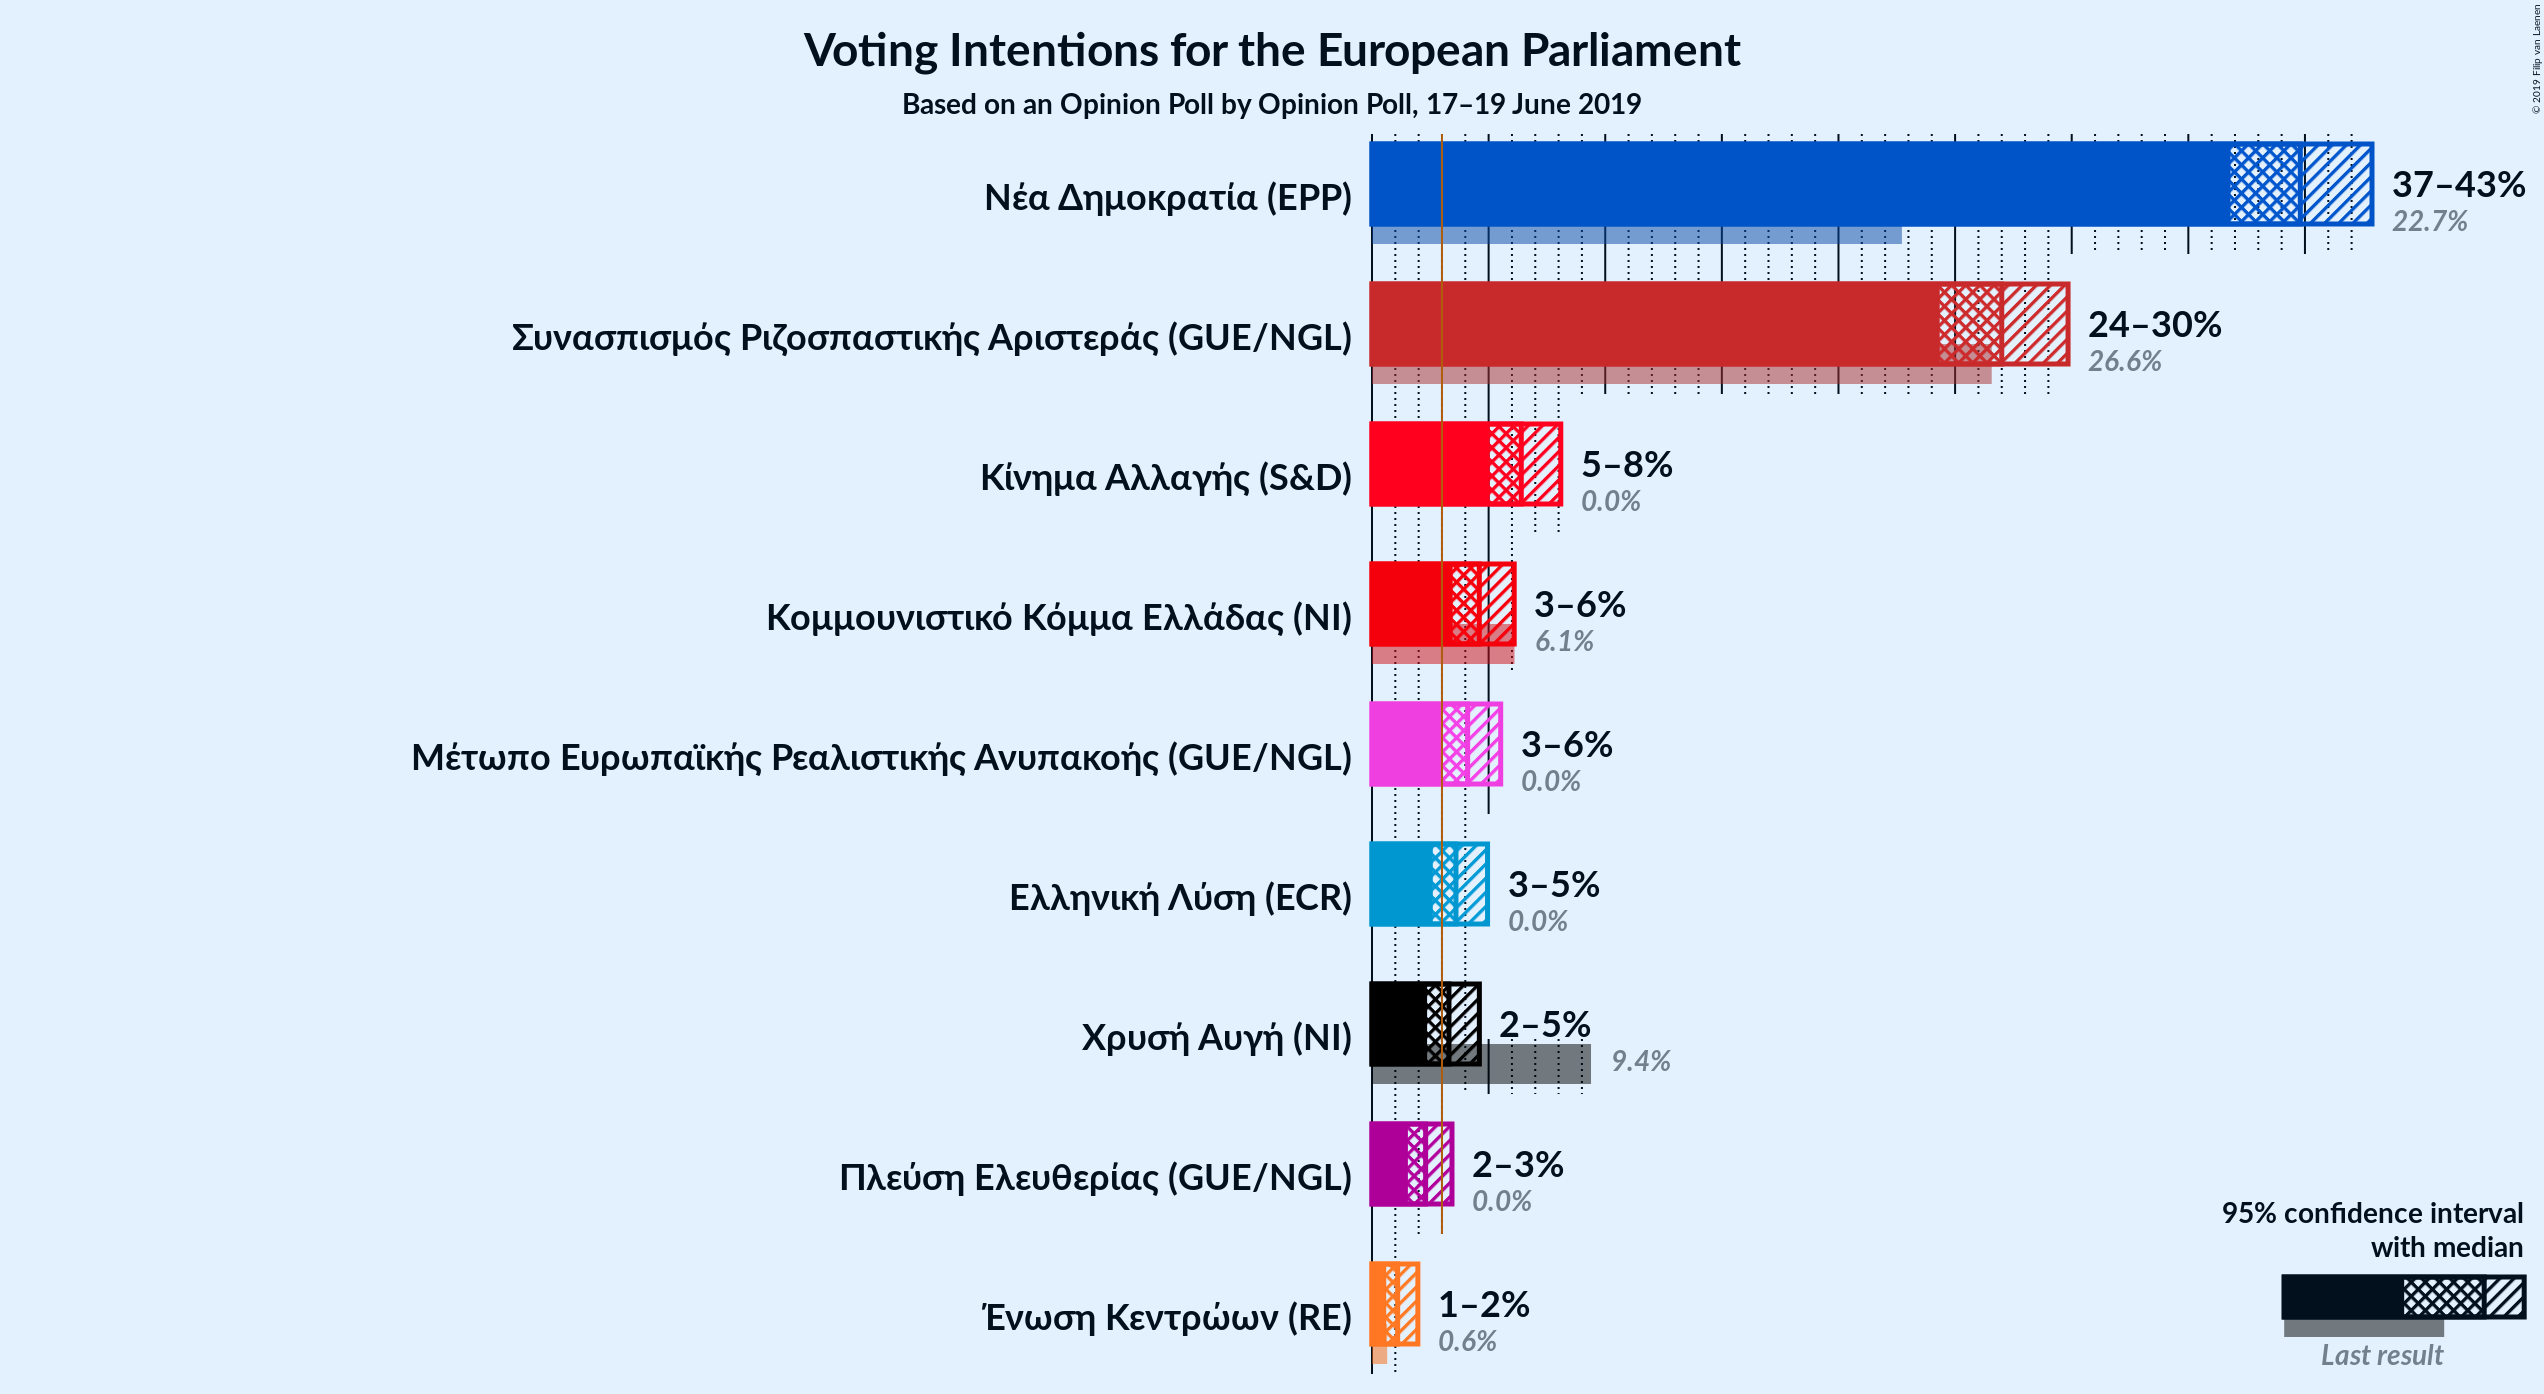 Voting Intentions for the European Parliament
Based on an Opinion Poll by Opinion Poll, 17–19 June 2019
© 2019 Filip van Laenen
Νέα Δημοκρατία (EPP)
37–43%
22.7%
Συνασπισμός Ριζοσπαστικής Αριστεράς (GUE/NGL)
24–30%
26.6%
Κίνημα Αλλαγής (S&D)
5–8%
0.0%
Κομμουνιστικό Κόμμα Ελλάδας (NI)
3–6%
6.1%
Μέτωπο Ευρωπαϊκής Ρεαλιστικής Ανυπακοής (GUE/NGL)
3–6%
0.0%
Ελληνική Λύση (ECR)
3–5%
0.0%
Χρυσή Αυγή (NI)
2–5%
9.4%
Πλεύση Ελευθερίας (GUE/NGL)
2–3%
0.0%
Ένωση Κεντρώων (RE)
1–2%
0.6%
95% confidence interval
with median
Last result